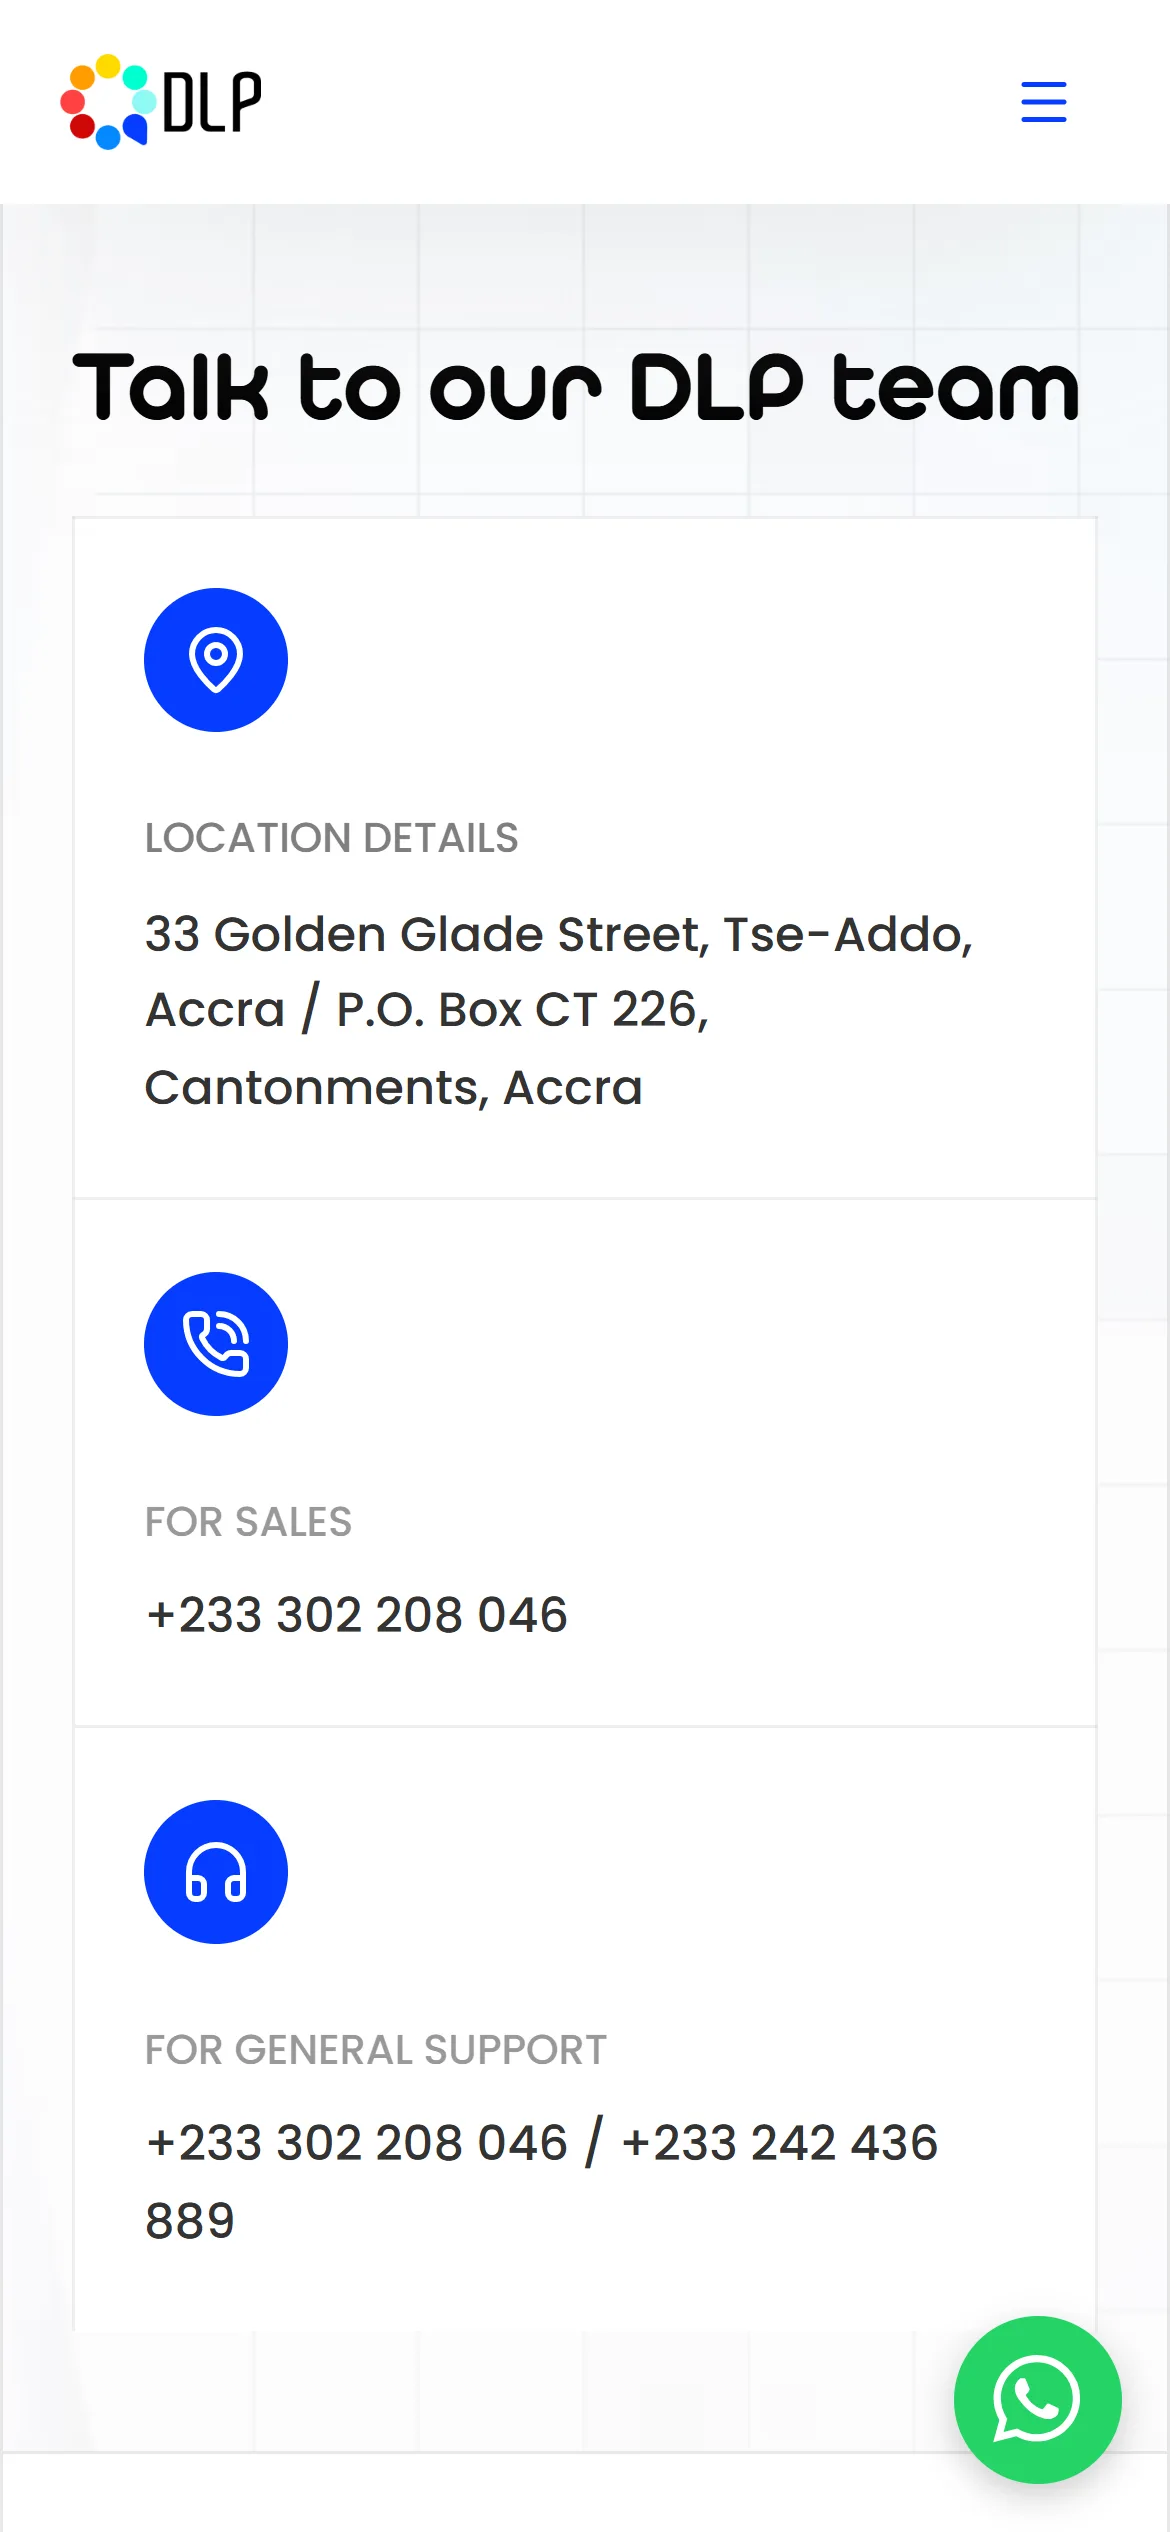 DLP
Talk to our DLP team
LOCATION DETAILS
33 Golden Glade Street, Tse-Addo,
Accra / P.O. Box CT 226,
Cantonments, Accra
FOR SALES
+233 302 208 046
FOR GENERAL SUPPORT
+233 302 208 046 / +233 242 436
889